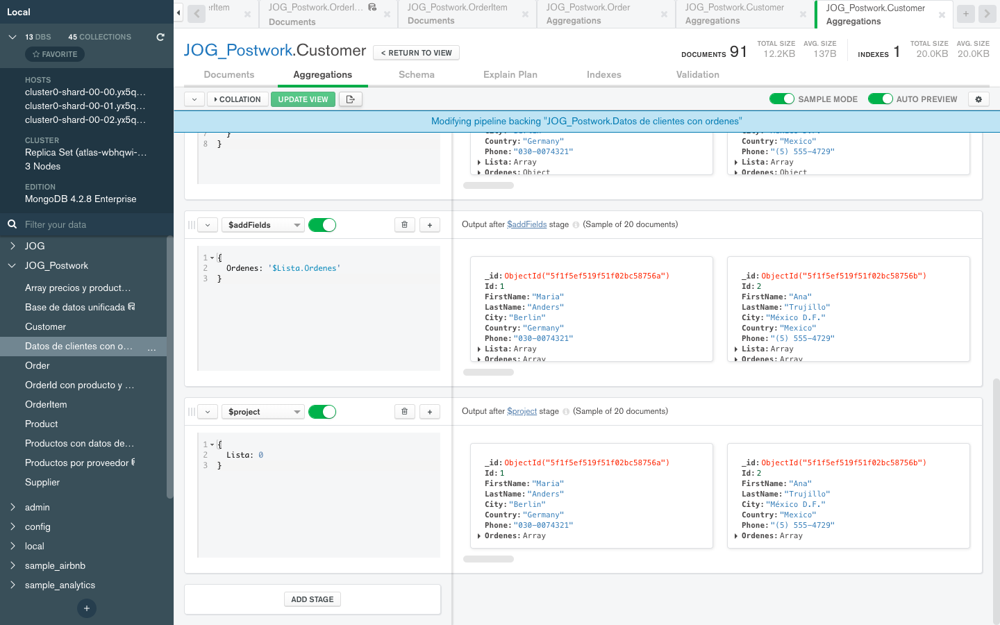 Local
13 DBS 45 COLLECTIONS
FAVORITE
HOSTS
cluster0-shard-00-00.yx5q...
cluster0-shard-00-01.yx5q...
cluster0-shard-00-02.yx5q...
CLUSTER
Replica Set (atlas-wbhqwi-...
3 Nodes
EDITION
MongoDB 4.2.8 Enterprise
Filter your data
JOG
JOG_Postwork
Array precios y product...
Base de datos unificada
Customer
Datos de clientes con o... ...
Order
OrderId con producto y ...
OrderItem
Product
Productos con datos de...
Productos por proveedor
Supplier
admin
config
local
sample_airbnb
sample_analytics
+
rItem
JOG_Postwork.OrderI...
Documents
JOG_Postwork.OrderItem
Documents
JOG_Postwork.Order
Aggregations
JOG_Postwork.Customer
Aggregations
JOG_Postwork.Customer
Aggregations
JOG_Postwork.Customer
< RETURN TO VIEW
DOCUMENTS 91
TOTAL SIZE
12.2KB
AVG. SIZE
137B
INDEXES 1
TOTAL SIZE
20.0KB
AVG. SIZE
20.0KB
Documents
Aggregations
Schema
Explain Plan
Indexes
Validation
COLLATION
UPDATE VIEW
SAMPLE MODE
AUTO PREVIEW
Modifying pipeline backing "JOG_Postwork.Datos de clientes con ordenes"
7 }
8 }
City: "Berlin"
Country: "Germany"
Phone: "030-0074321"
Lista: Array
Ordenes: Object
City: "México D.F."
Country: "Mexico"
Phone: "(5) 555-4729"
Lista: Array
Ordenes: Object
$addFields
+
Output after $addFields stage (Sample of 20 documents)
1 {
2 Ordenes: '$Lista.Ordenes'
3 }
_id: ObjectId("5f1f5ef519f51f02bc58756a")
Id: 1
FirstName: "Maria"
LastName: "Anders"
City: "Berlin"
Country: "Germany"
Phone: "030-0074321"
Lista: Array
Ordenes: Array
_id: ObjectId("5f1f5ef519f51f02bc58756b")
Id: 2
FirstName: "Ana"
LastName: "Trujillo"
City: "México D.F."
Country: "Mexico"
Phone: "(5) 555-4729"
Lista: Array
Ordenes: Array
$project
+
Output after $project stage (Sample of 20 documents)
1 {
2 Lista: 0
3 }
_id: ObjectId("5f1f5ef519f51f02bc58756a")
Id: 1
FirstName: "Maria"
LastName: "Anders"
City: "Berlin"
Country: "Germany"
Phone: "030-0074321"
Ordenes: Array
_id: ObjectId("5f1f5ef519f51f02bc58756b")
Id: 2
FirstName: "Ana"
LastName: "Trujillo"
City: "México D.F."
Country: "Mexico"
Phone: "(5) 555-4729"
Ordenes: Array
ADD STAGE